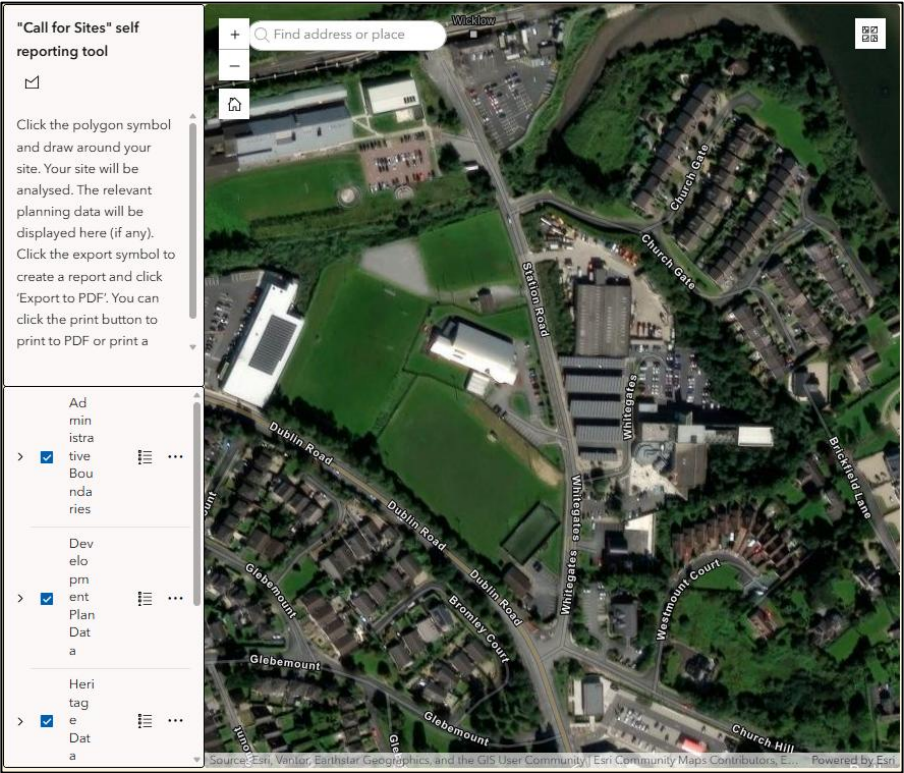 "Call for Sites" self
reporting tool
Click the polygon symbol
and draw around your
site. Your site will be
analysed. The relevant
planning data will be
displayed here (if any).
Click the export symbol to
create a report and click
‘Export to PDF’. You can
click the print button to
print to PDF or print a
Ad
min
istra
tive
Bou
nda
ries
Dev
elo
pm
ent
Plan
Dat
a
Heri
tag
e
Dat
a
+
Find address or place
−
Wicklow
Church Gate
Church Gate
Station Road
Whitegates
Brickfield Lane
Dublin Road
Dublin Road
Dublin Road
Whitegates
Whitegates
Westmount Court
Glebemount
Bromley Court
Glebemount
Glebemount
Church Hill
Source: Esri, Vantor, Earthstar Geographics, and the GIS User Community | Esri Community Maps Contributors, E...
Powered by Esri